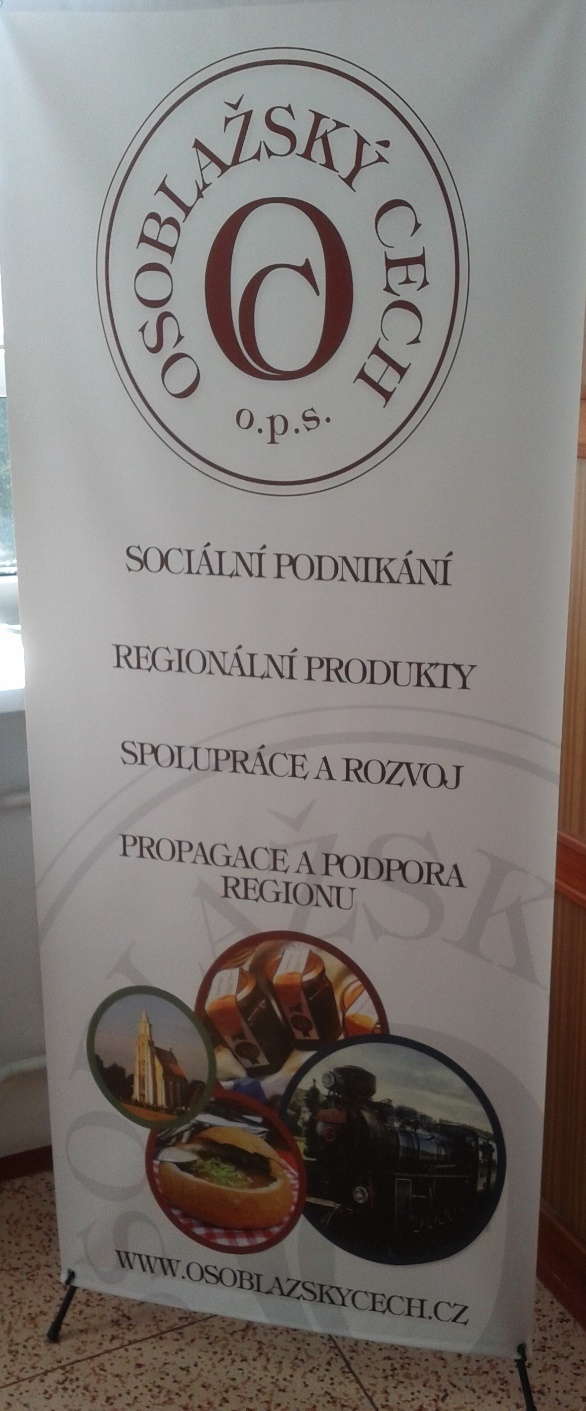 OSOBLAŽSKÝ CECH
OC
o.p.s.
SOCIÁLNÍ PODNIKÁNÍ
REGIONÁLNÍ PRODUKTY
SPOLUPRÁCE A ROZVOJ
PROPAGACE A PODPORA
REGIONU
WWW.OSOBLAZSKYCECH.CZ